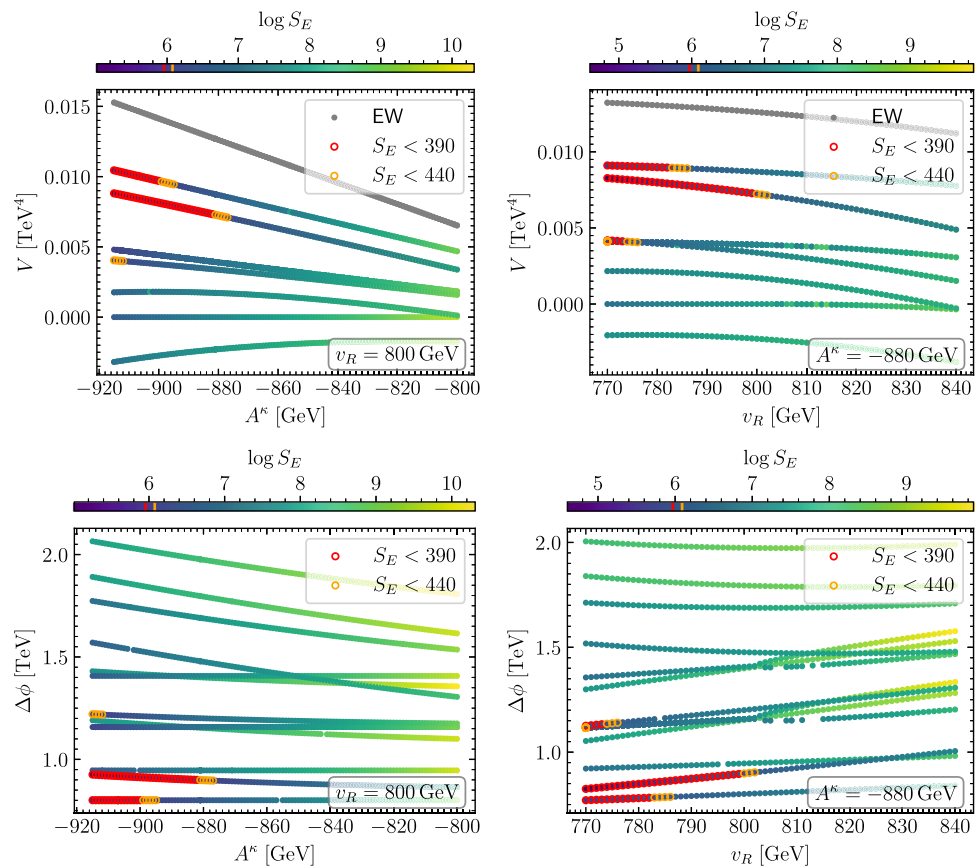 log S_E
6 7 8 9 10
0.015
0.010
0.005
0.000
V [TeV⁴]
EW
S_E < 390
S_E < 440
v_R = 800 GeV
−920 −900 −880 −860 −840 −820 −800
A^κ [GeV]
log S_E
5 6 7 8 9
0.010
0.005
0.000
V [TeV⁴]
EW
S_E < 390
S_E < 440
A^κ = −880 GeV
770 780 790 800 810 820 830 840
v_R [GeV]
log S_E
6 7 8 9 10
2.0
1.5
1.0
Δϕ [TeV]
S_E < 390
S_E < 440
v_R = 800 GeV
−920 −900 −880 −860 −840 −820 −800
A^κ [GeV]
log S_E
5 6 7 8 9
2.0
1.5
1.0
Δϕ [TeV]
S_E < 390
S_E < 440
A^κ = −880 GeV
770 780 790 800 810 820 830 840
v_R [GeV]